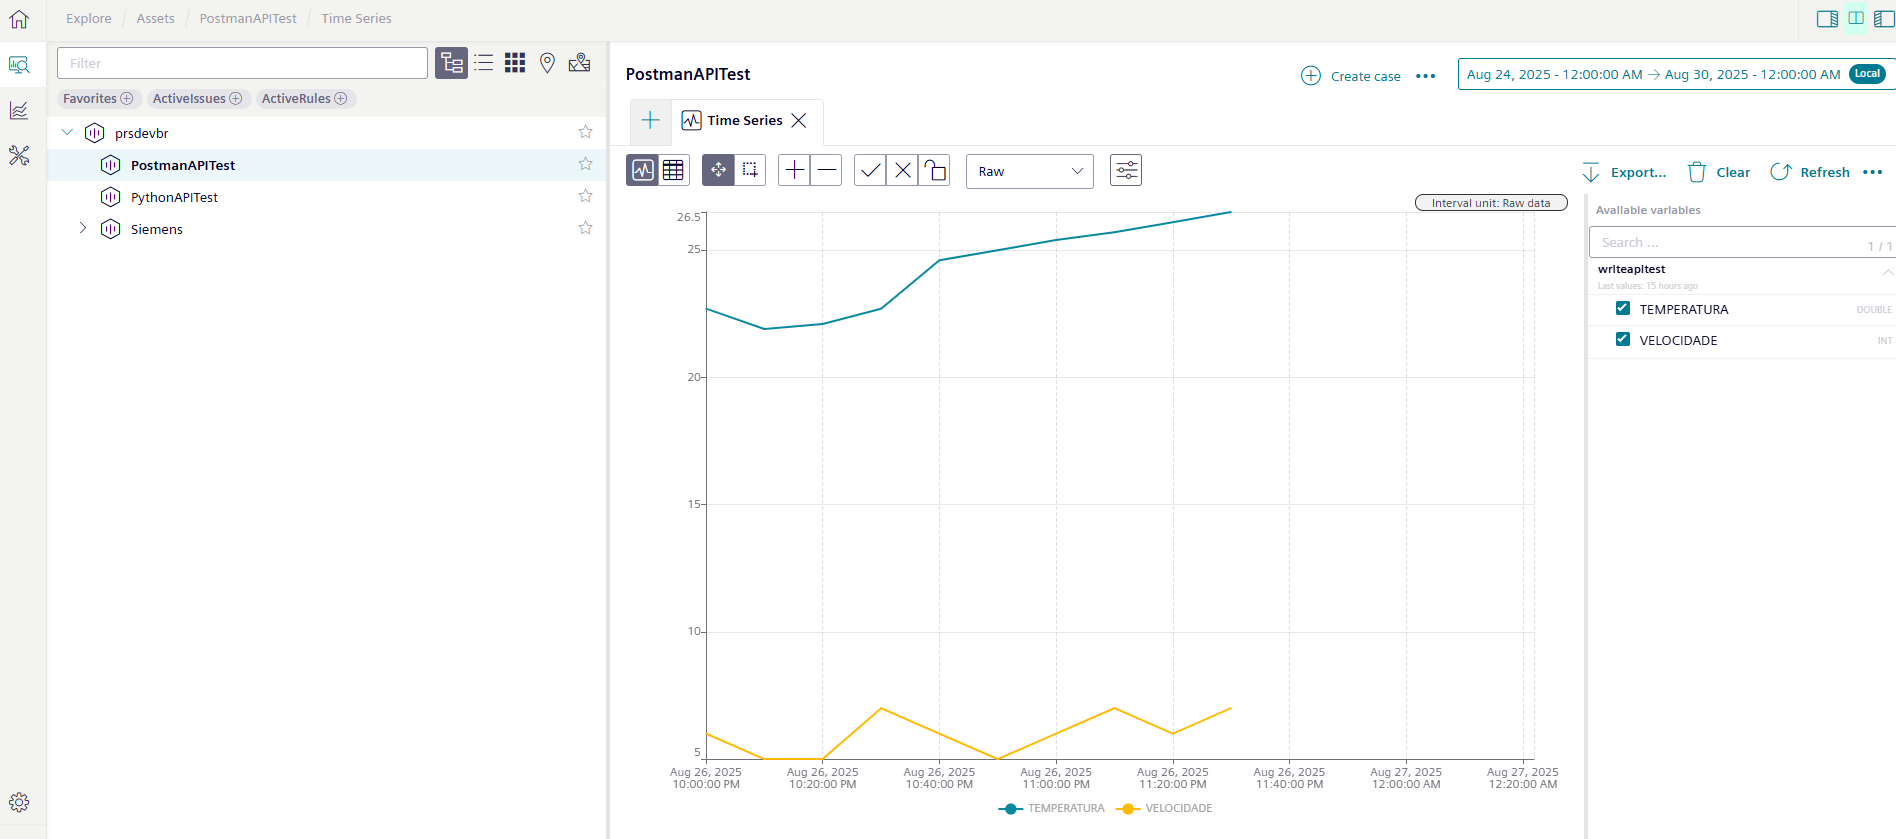 Explore / Assets / PostmanAPITest / Time Series
Filter
Favorites ActiveIssues ActiveRules
prsdevbr
PostmanAPITest
PythonAPITest
Siemens
PostmanAPITest
Create case
Aug 24, 2025 - 12:00:00 AM → Aug 30, 2025 - 12:00:00 AM Local
Time Series
Raw
Export... Clear Refresh
Interval unit: Raw data
26.5
25
20
15
10
5
Aug 26, 2025 Aug 26, 2025 Aug 26, 2025 Aug 26, 2025 Aug 26, 2025 Aug 26, 2025 Aug 27, 2025 Aug 27, 2025
10:00:00 PM 10:20:00 PM 10:40:00 PM 11:00:00 PM 11:20:00 PM 11:40:00 PM 12:00:00 AM 12:20:00 AM
TEMPERATURA VELOCIDADE
Available variables
Search ... 1 / 1
writeapitest
Last values: 15 hours ago
TEMPERATURA DOUBLE
VELOCIDADE INT